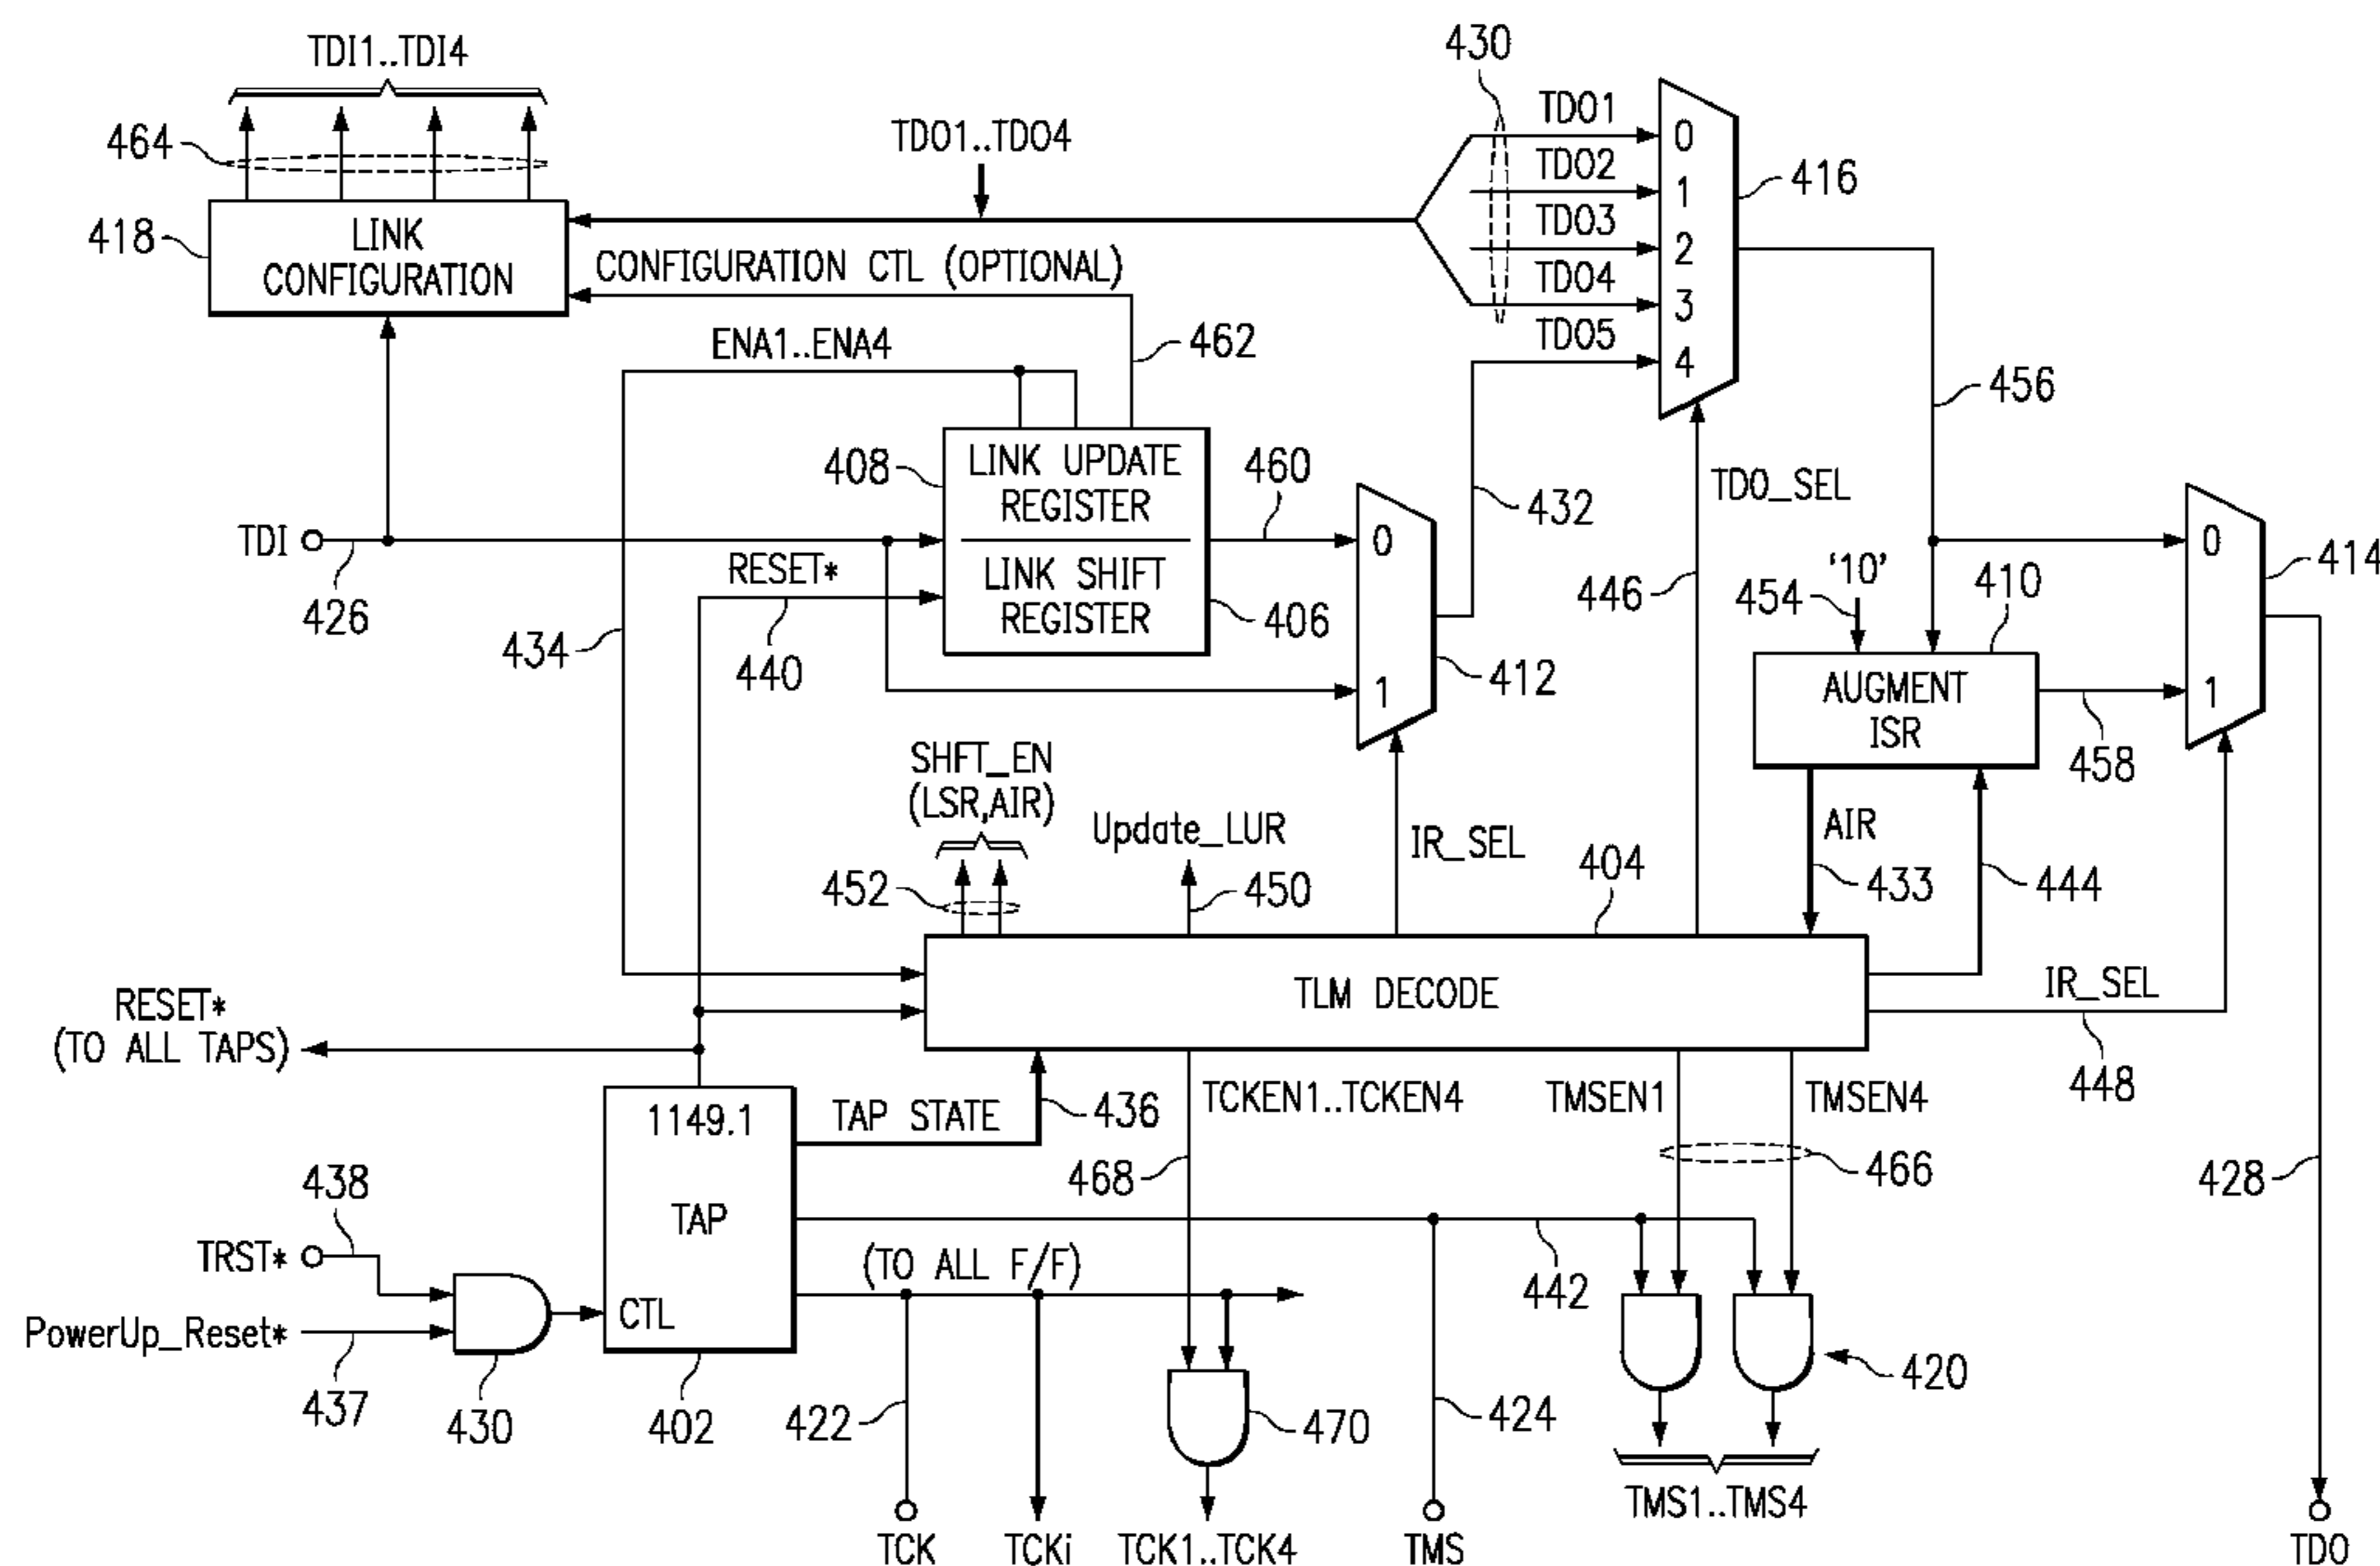 TDI1..TDI4
430
464
TDO1..TDO4
TDO1
0
TDO2
1
416
TDO3
2
418
LINK
CONFIGURATION
TDO4
3
CONFIGURATION CTL (OPTIONAL)
TDO5
4
ENA1..ENA4
462
456
408
LINK UPDATE
REGISTER
460
432
TDO_SEL
TDI
0
0
414
426
RESET*
LINK SHIFT
REGISTER
406
446
'10'
454
410
434
440
1
412
AUGMENT
ISR
1
458
SHFT_EN
(LSR,AIR)
Update_LUR
IR_SEL
404
AIR
452
450
433
444
TLM DECODE
IR_SEL
RESET*
(TO ALL TAPS)
448
1149.1
TAP STATE
436
TCKEN1..TCKEN4
TMSEN1
TMSEN4
438
TAP
468
466
428
TRST*
(TO ALL F/F)
442
PowerUp_Reset*
CTL
437
430
402
422
470
424
420
TMS1..TMS4
TCK
TCKi
TCK1..TCK4
TMS
TDO